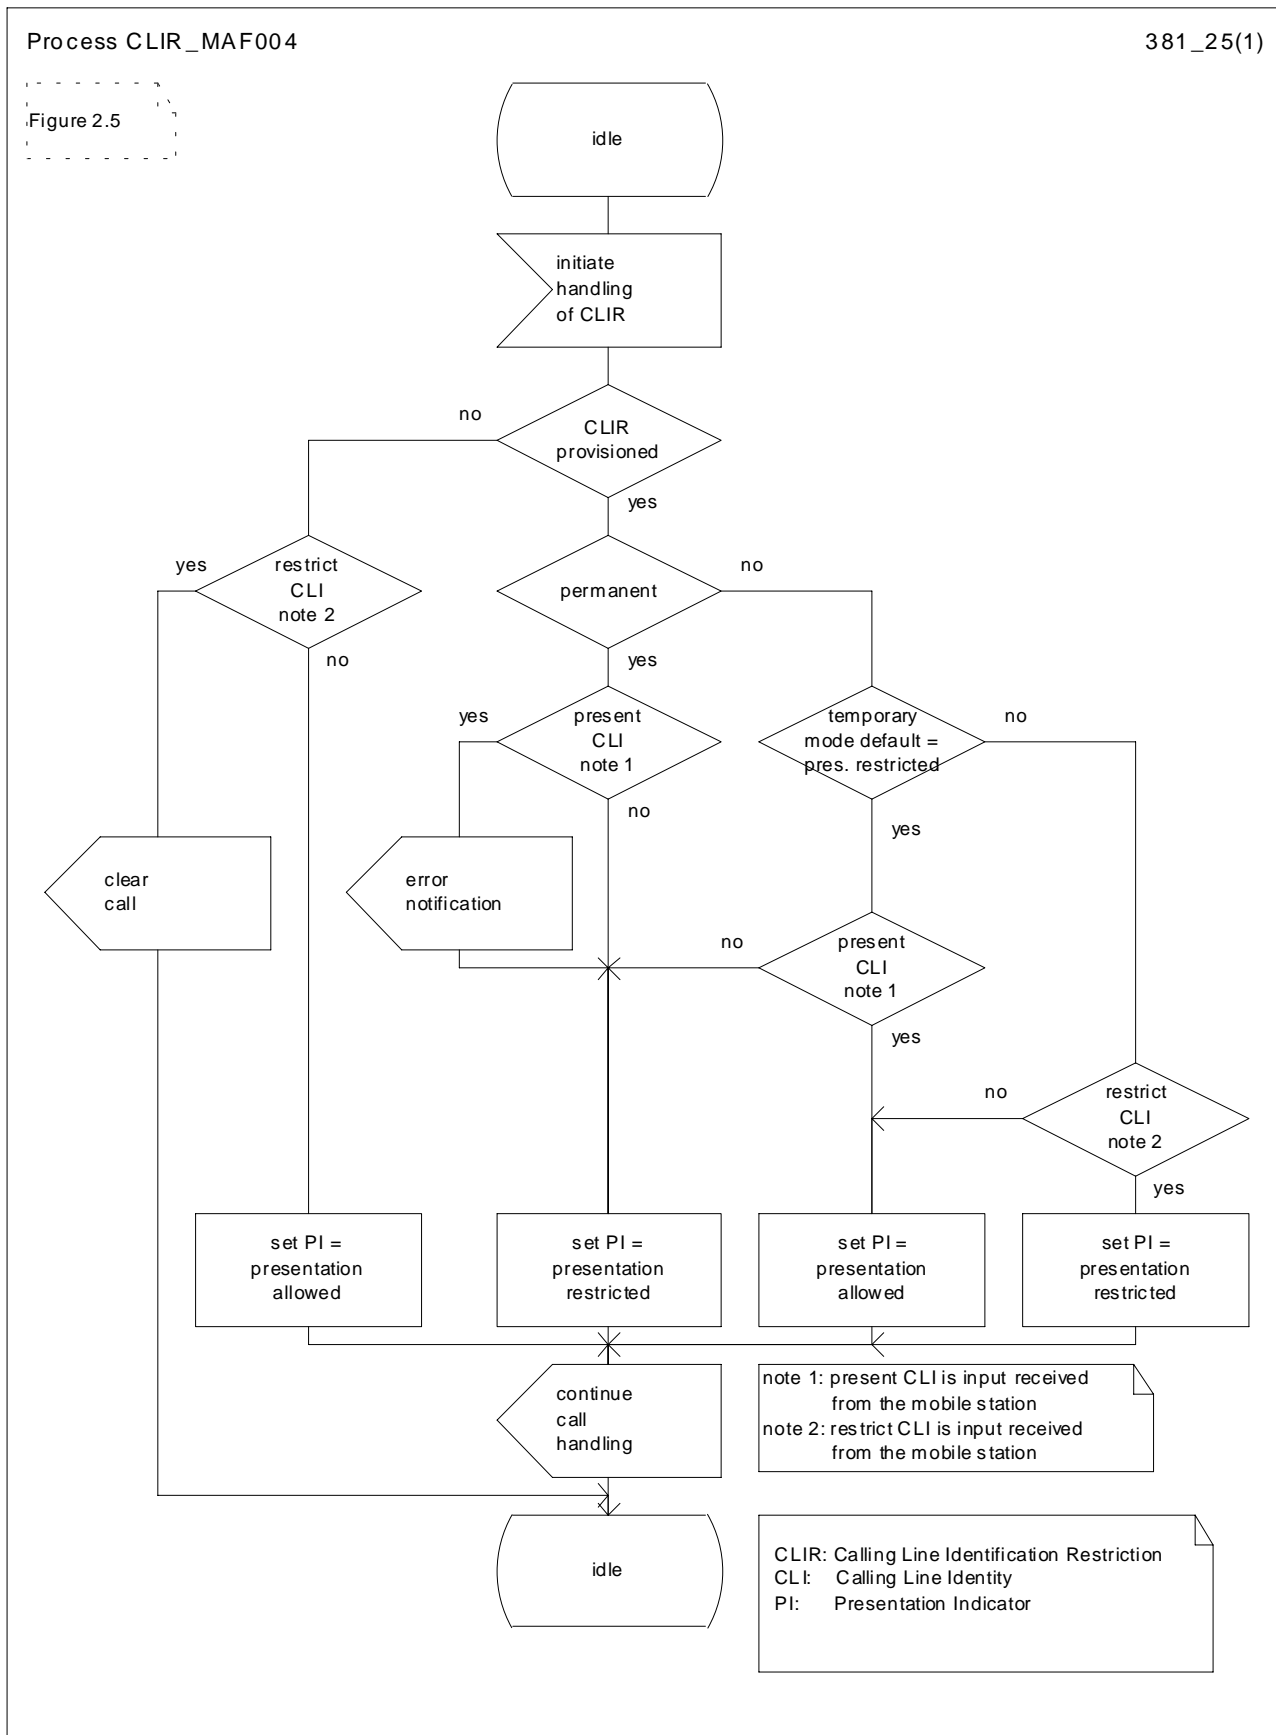 Process CLIR_MAF004
381_25(1)
Figure 2.5
idle
initiate
handling
of CLIR
no
CLIR
provisioned
yes
yes
restrict
CLI
note 2
no
permanent
no
yes
yes
present
CLI
note 1
no
temporary
mode default =
pres. restricted
no
yes
clear
call
error
notification
no
present
CLI
note 1
yes
no
restrict
CLI
note 2
yes
set PI =
presentation
allowed
set PI =
presentation
restricted
set PI =
presentation
allowed
set PI =
presentation
restricted
continue
call
handling
note 1: present CLI is input received
from the mobile station
note 2: restrict CLI is input received
from the mobile station
idle
CLIR: Calling Line Identification Restriction
CLI: Calling Line Identity
PI: Presentation Indicator